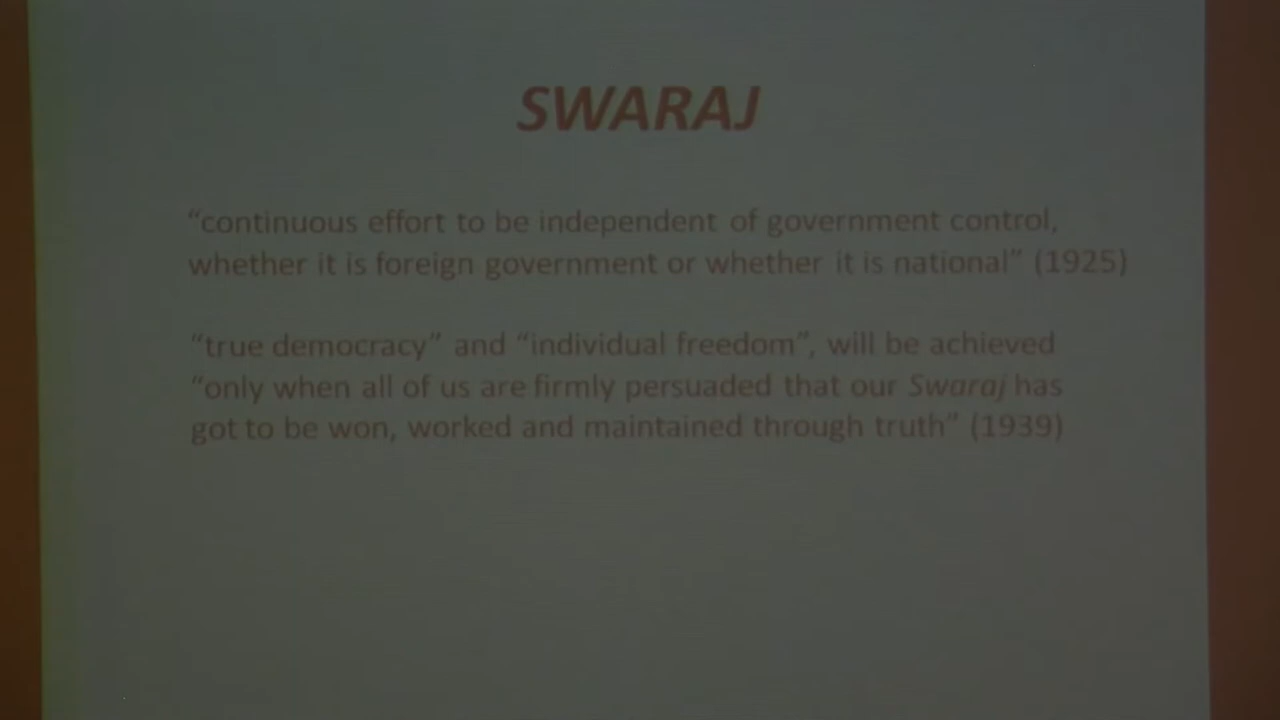 SWARAJ
“continuous effort to be independent of government control,
whether it is foreign government or whether it is national” (1925)
“true democracy” and “individual freedom”, will be achieved
“only when all of us are firmly persuaded that our Swaraj has
got to be won, worked and maintained through truth” (1939)